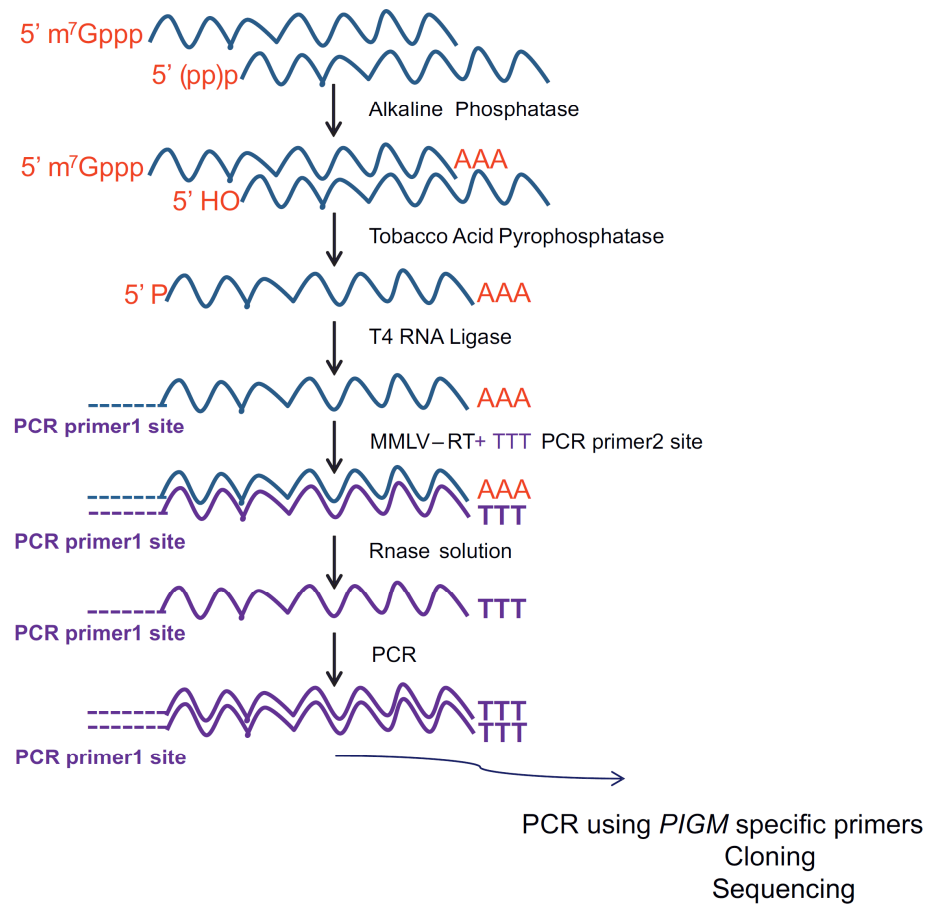 5’ m⁷Gppp
5’ (pp)p
Alkaline Phosphatase
5’ m⁷Gppp AAA
5’ HO
Tobacco Acid Pyrophosphatase
5’ P AAA
T4 RNA Ligase
AAA
PCR primer1 site
MMLV–RT+ TTT PCR primer2 site
AAA
TTT
PCR primer1 site
Rnase solution
TTT
PCR primer1 site
PCR
TTT
TTT
PCR primer1 site
PCR using PIGM specific primers
Cloning
Sequencing